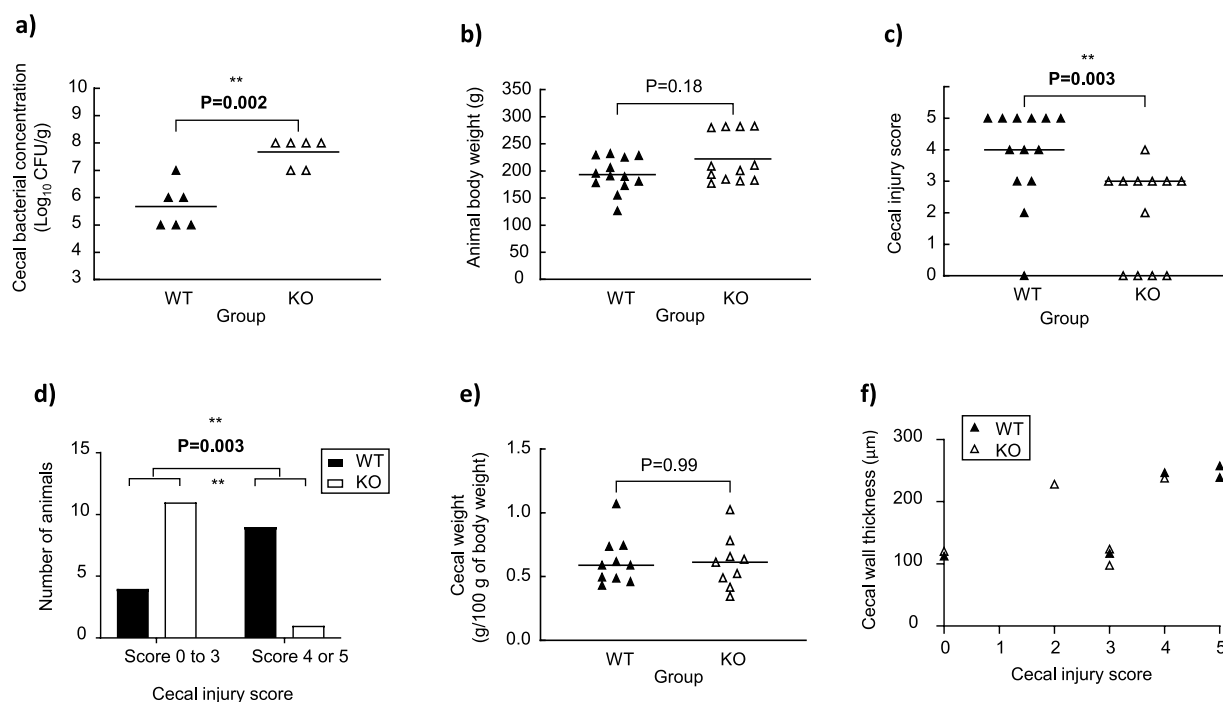 a)
**
P=0.002
10
9
8
7
6
5
4
3
Cecal bacterial concentration
(Log10 CFU/g)
WT
KO
Group
b)
P=0.18
350
300
250
200
150
100
50
0
Animal body weight (g)
WT
KO
Group
c)
**
P=0.003
5
4
3
2
1
0
Cecal injury score
WT
KO
Group
d)
**
P=0.003
**
15
10
5
0
Number of animals
WT
KO
Score 0 to 3
Score 4 or 5
Cecal injury score
e)
P=0.99
1.5
1.0
0.5
0.0
Cecal weight
(g/100 g of body weight)
WT
KO
Group
f)
WT
KO
300
200
100
0
Cecal wall thickness (µm)
0 1 2 3 4 5
Cecal injury score